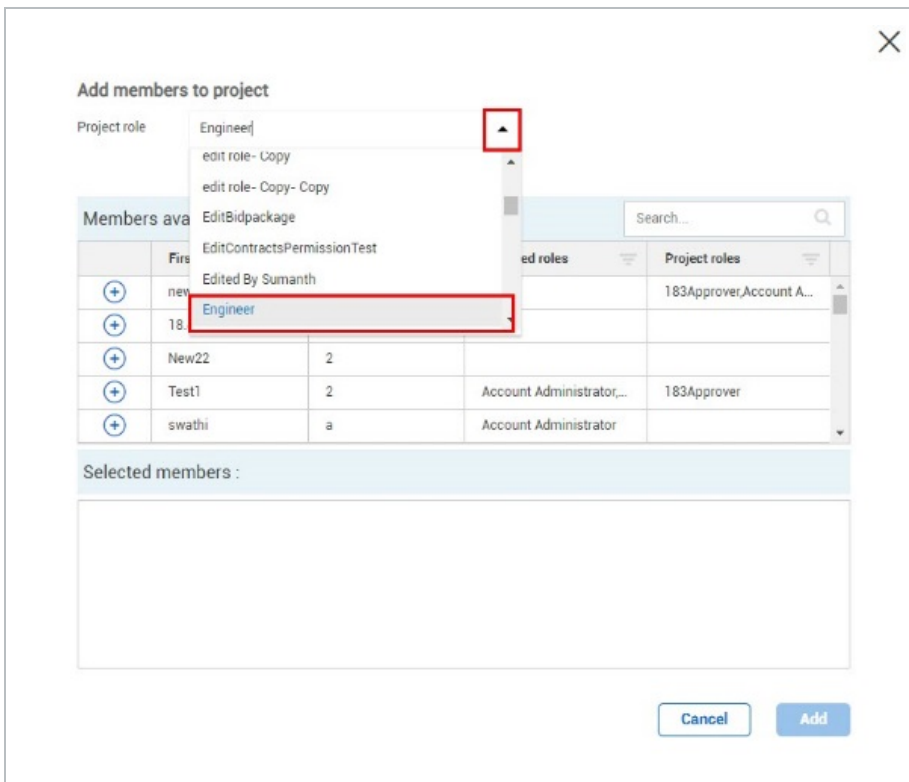 Add members to project
Project role Engineer
edit role- Copy
edit role- Copy- Copy
EditBidpackage
EditContractsPermissionTest
Edited By Sumanth
Engineer
Members ava Search...
Firs ed roles Project roles
new 183Approver,Account A...
18.
New22 2
Test1 2 Account Administrator,... 183Approver
swathi a Account Administrator
Selected members :
Cancel Add